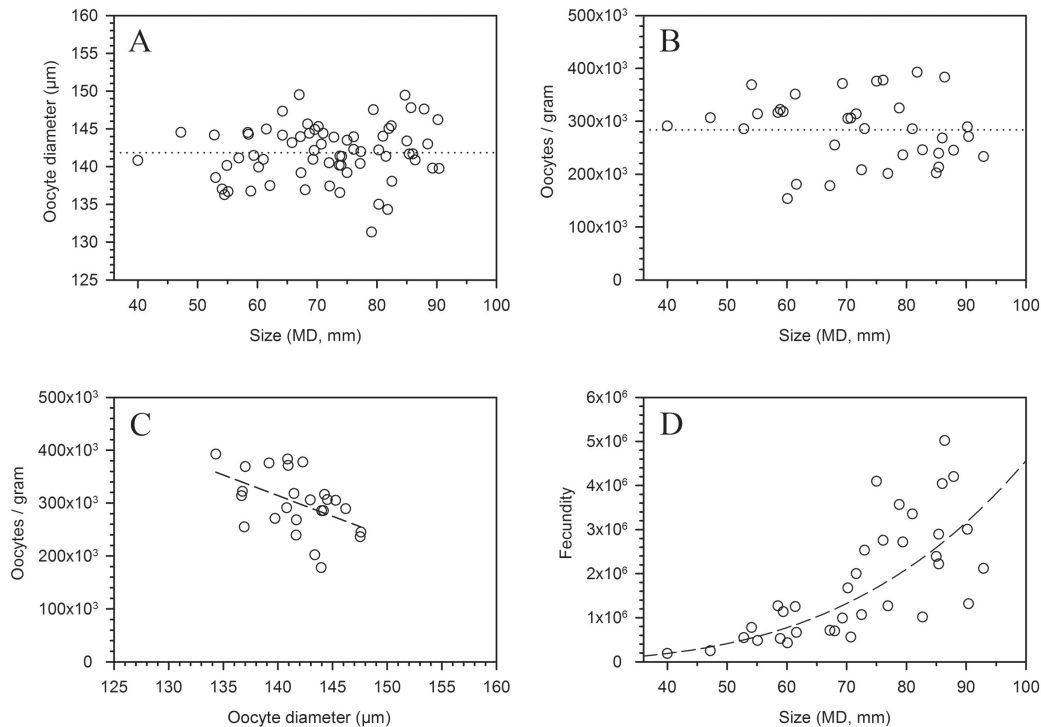 A
Oocyte diameter (µm)
160
155
150
145
140
135
130
125
40 50 60 70 80 90 100
Size (MD, mm)
B
Oocytes / gram
500x10³
400x10³
300x10³
200x10³
100x10³
0
40 50 60 70 80 90 100
Size (MD, mm)
C
Oocytes / gram
500x10³
400x10³
300x10³
200x10³
100x10³
0
125 130 135 140 145 150 155 160
Oocyte diameter (µm)
D
Fecundity
6x10⁶
5x10⁶
4x10⁶
3x10⁶
2x10⁶
1x10⁶
0
40 50 60 70 80 90 100
Size (MD, mm)